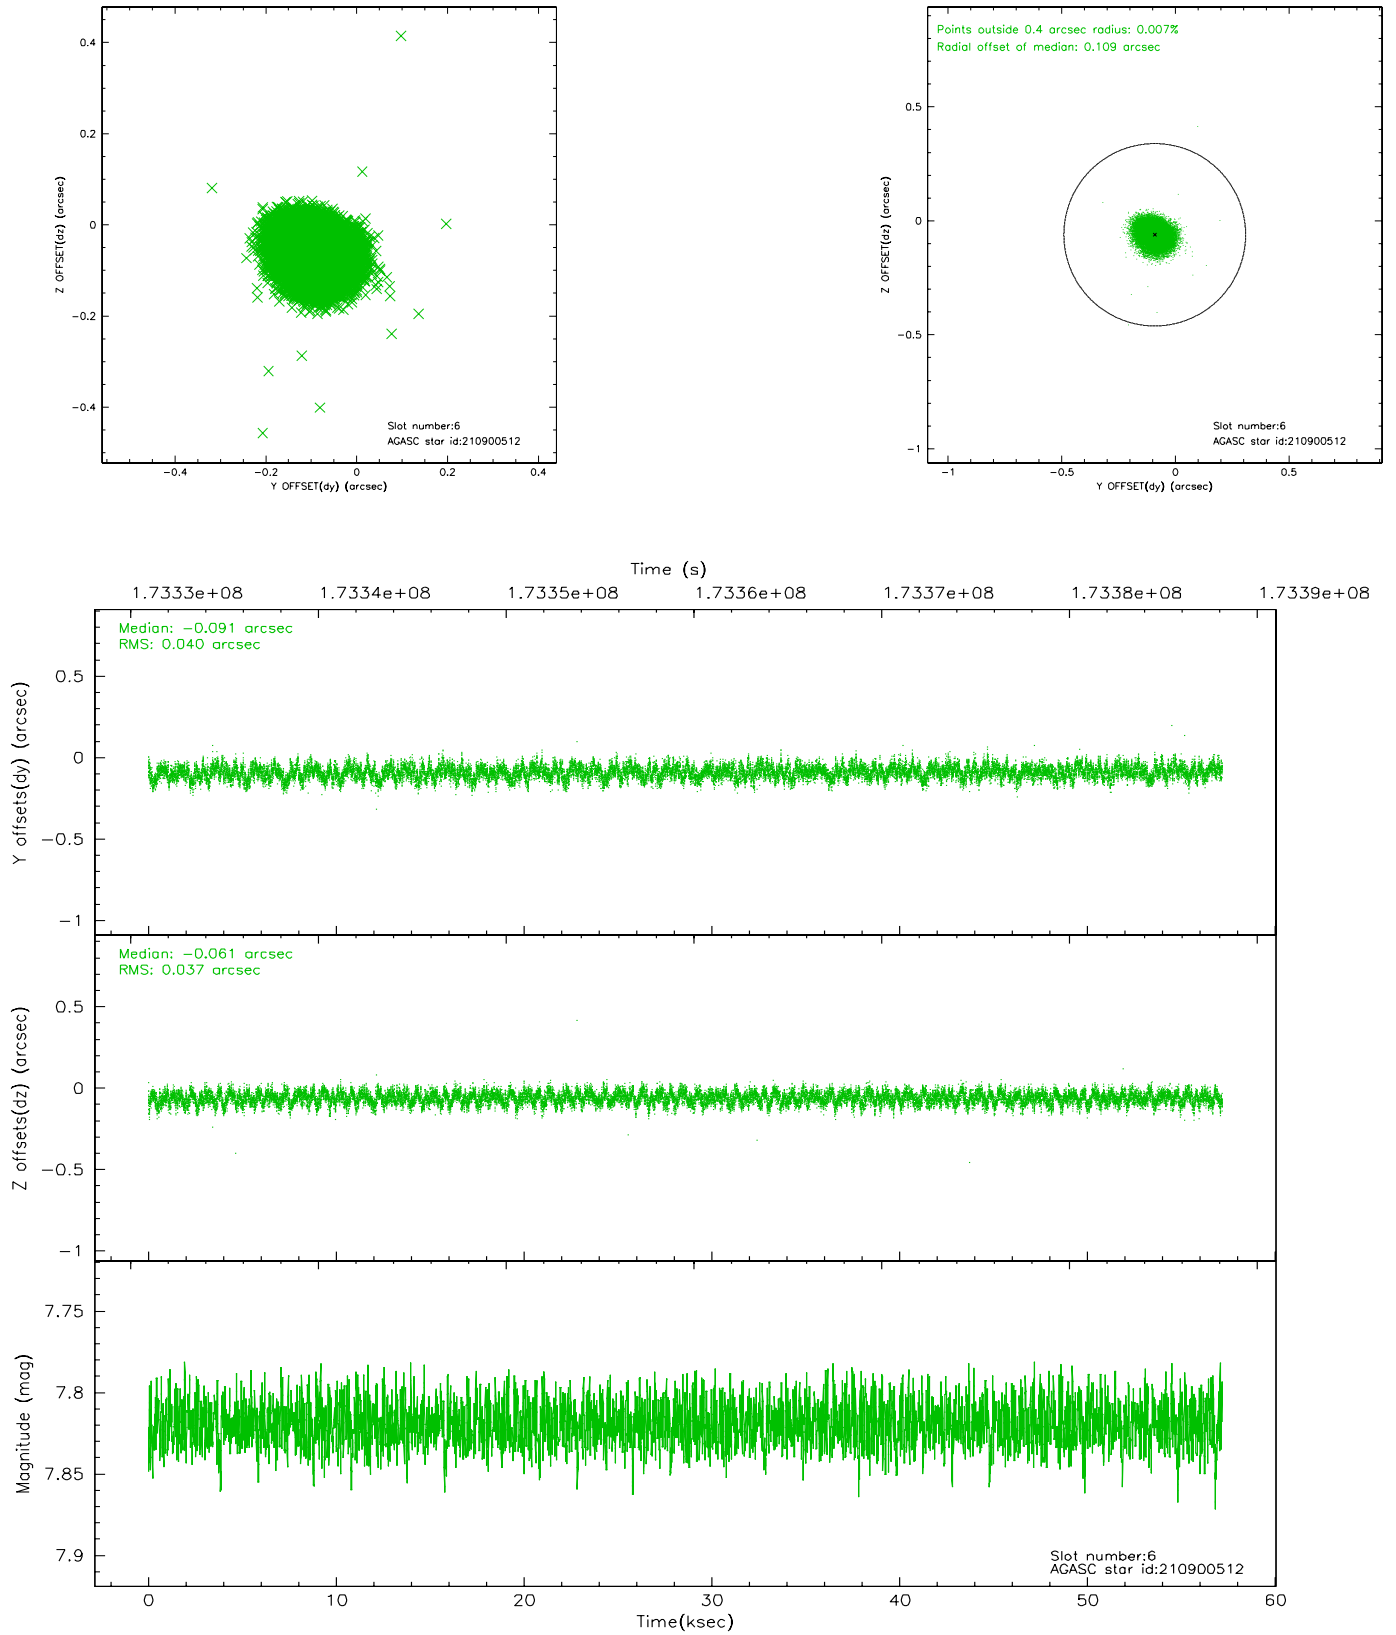 0.4
0.2
0
−0.2
−0.4
Z OFFSET(dz) (arcsec)
Slot number:6
AGASC star id:210900512
−0.4 −0.2 0 0.2 0.4
Y OFFSET(dy) (arcsec)
Points outside 0.4 arcsec radius: 0.007%
Radial offset of median: 0.109 arcsec
0.5
0
−0.5
−1
Z OFFSET(dz) (arcsec)
Slot number:6
AGASC star id:210900512
−1 −0.5 0 0.5
Y OFFSET(dy) (arcsec)
Time (s)
1.7333e+08 1.7334e+08 1.7335e+08 1.7336e+08 1.7337e+08 1.7338e+08 1.7339e+08
Median: −0.091 arcsec
RMS: 0.040 arcsec
0.5
0
−0.5
−1
Y offsets(dy) (arcsec)
Median: −0.061 arcsec
RMS: 0.037 arcsec
0.5
0
−0.5
−1
Z offsets(dz) (arcsec)
7.75
7.8
7.85
7.9
Magnitude (mag)
Slot number:6
AGASC star id:210900512
0 10 20 30 40 50 60
Time(ksec)